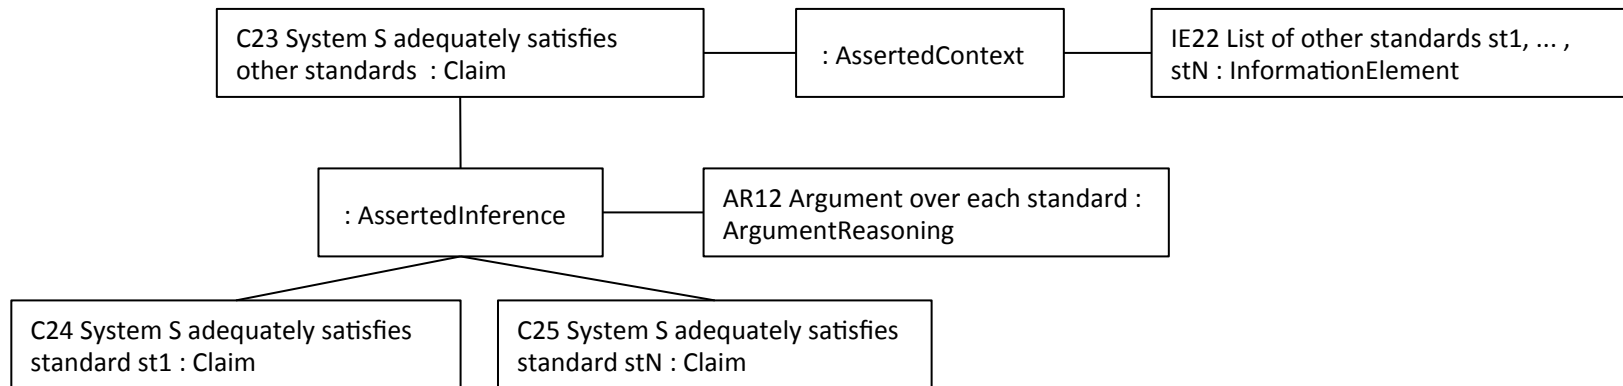 C23 System S adequately satisfies
other standards : Claim
: AssertedContext
IE22 List of other standards st1, ... ,
stN : InformationElement
: AssertedInference
AR12 Argument over each standard :
ArgumentReasoning
C24 System S adequately satisfies
standard st1 : Claim
C25 System S adequately satisfies
standard stN : Claim